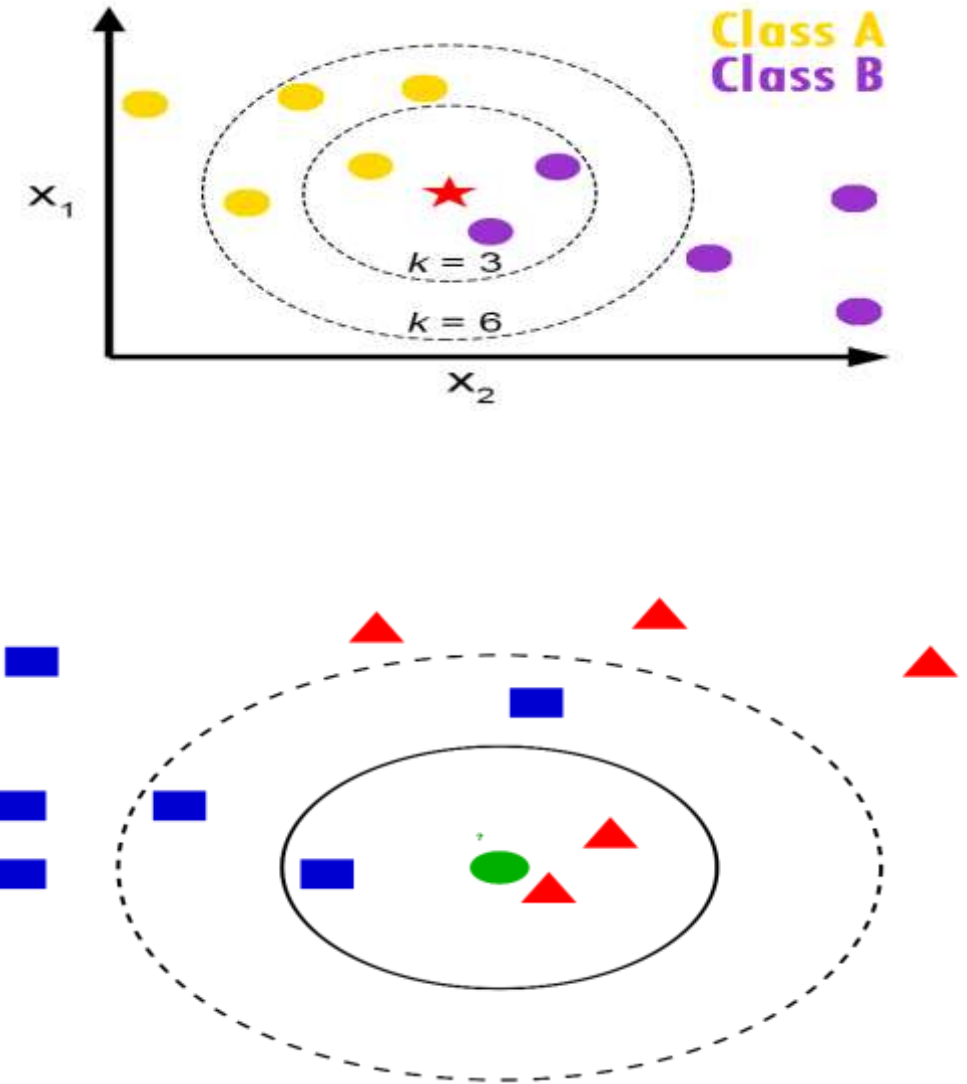 Class A
Class B
x₁
k = 3
k = 6
x₂
?